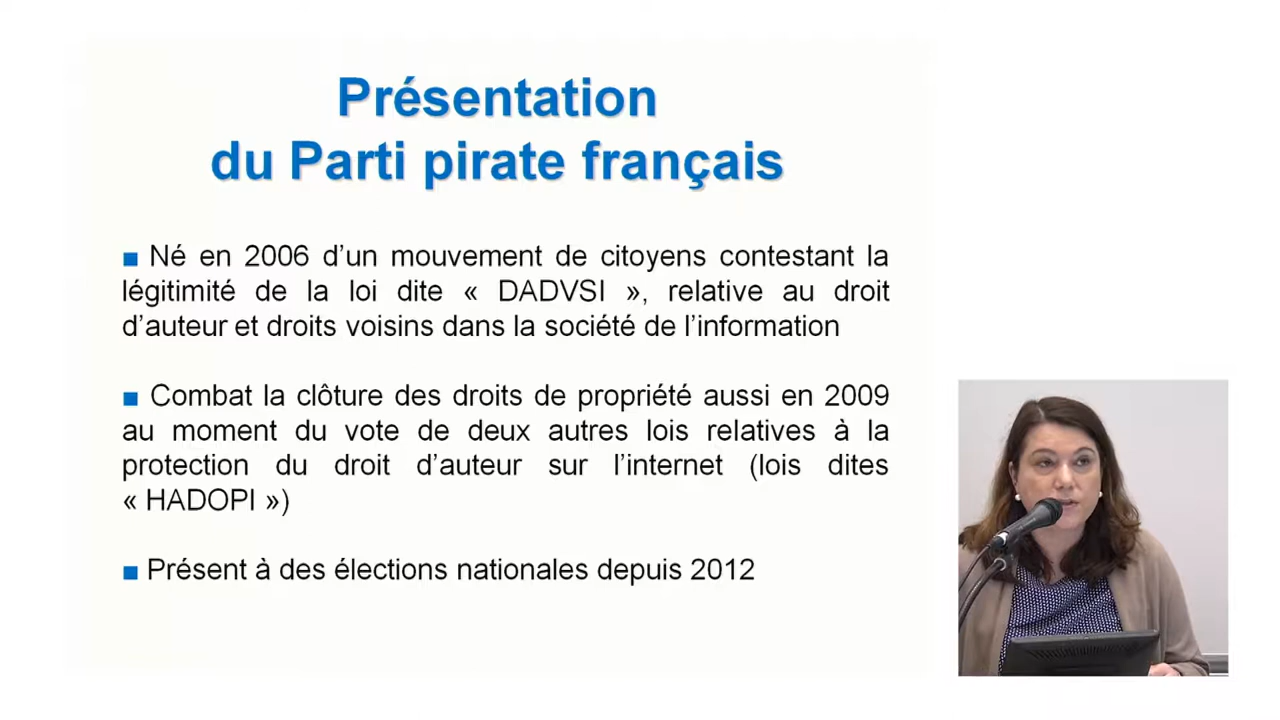 Présentation
du Parti pirate français
■ Né en 2006 d’un mouvement de citoyens contestant la
légitimité de la loi dite « DADVSI », relative au droit
d’auteur et droits voisins dans la société de l’information
■ Combat la clôture des droits de propriété aussi en 2009
au moment du vote de deux autres lois relatives à la
protection du droit d’auteur sur l’internet (lois dites
« HADOPI »)
■ Présent à des élections nationales depuis 2012